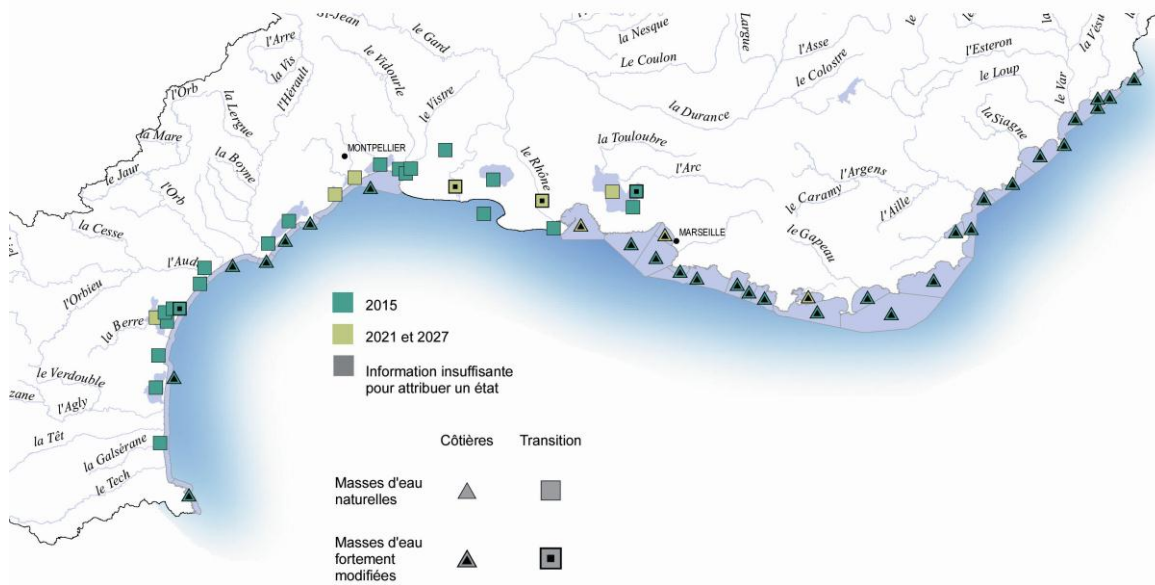 St-Jean
l'Arre
la Vis
l'Hérault
le Vidourle
le Gard
le Vistre
la Nesque
Le Coulon
Largue
l'Asse
le Colostre
la Durance
l'Esteron
le Loup
le Var
la Vésu
la Siagne
l'Orb
la Lergue
la Mare
la Boyne
le Jaur
l'Orb
MONTPELLIER
le Rhône
la Touloubre
l'Arc
l'Argens
le Caramy
l'Aille
le Gapeau
MARSEILLE
la Cesse
l'Aud
l'Orbieu
la Berre
le Verdouble
zane
l'Agly
la Têt
la Galsérane
le Tech
2015
2021 et 2027
Information insuffisante
pour attribuer un état
Côtières Transition
Masses d'eau
naturelles
Masses d'eau
fortement
modifiées